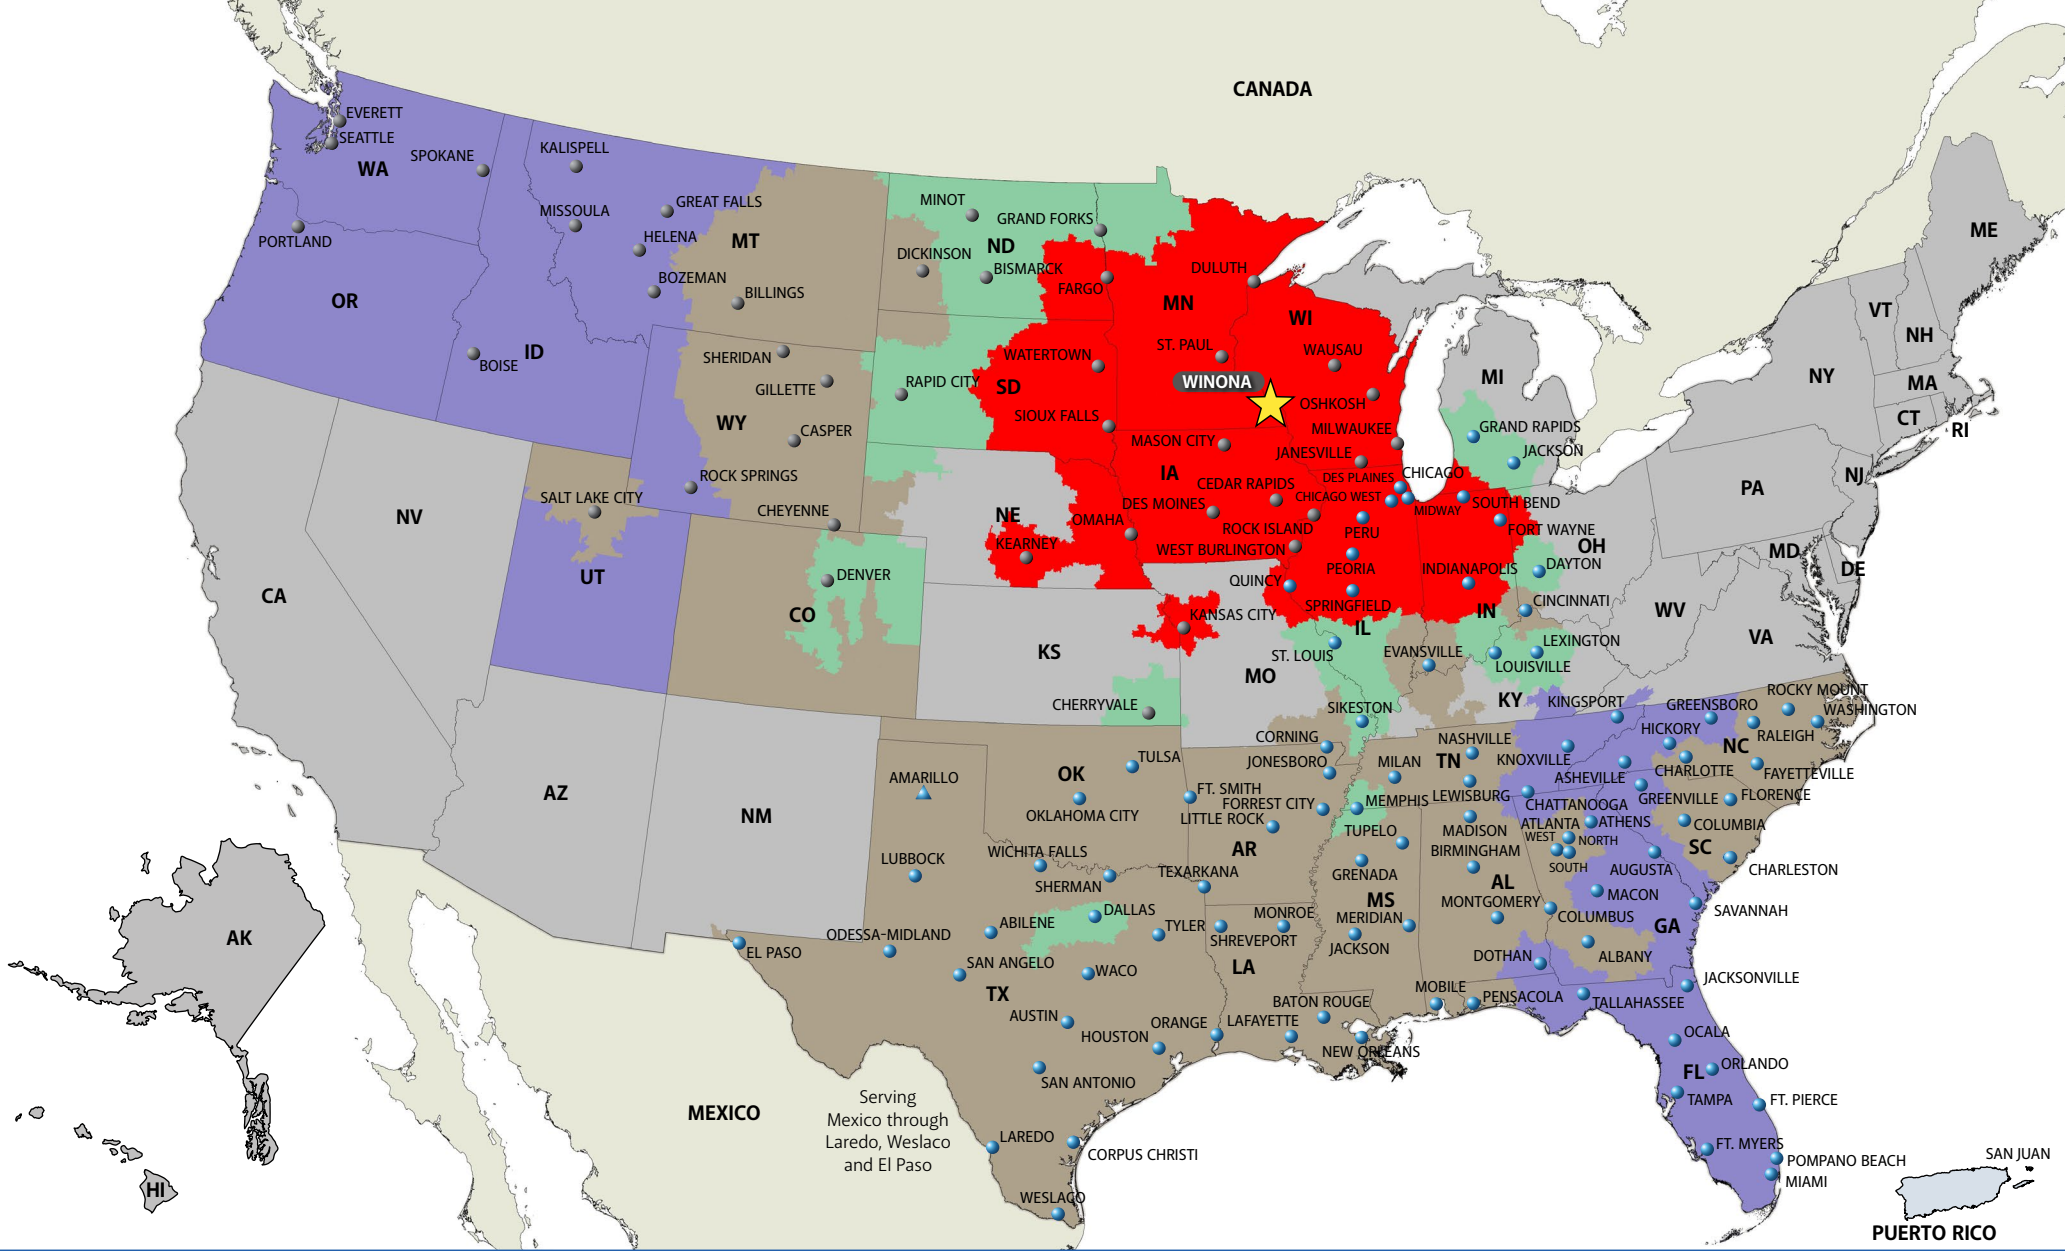 CANADA
EVERETT
SEATTLE
SPOKANE
WA
KALISPELL
GREAT FALLS
MISSOULA
HELENA
PORTLAND
MT
BOZEMAN
BILLINGS
OR
ID
BOISE
MINOT
GRAND FORKS
ND
DICKINSON
BISMARCK
FARGO
DULUTH
MN
WI
ST. PAUL
WAUSAU
WINONA
OSHKOSH
MILWAUKEE
JANESVILLE
MASON CITY
WATERTOWN
SD
RAPID CITY
SIOUX FALLS
SHERIDAN
GILLETTE
WY
CASPER
ROCK SPRINGS
CHEYENNE
SALT LAKE CITY
UT
NV
CA
DENVER
CO
NE
KEARNEY
OMAHA
IA
CEDAR RAPIDS
DES MOINES
ROCK ISLAND
WEST BURLINGTON
DES PLAINES
CHICAGO
CHICAGO WEST
MIDWAY
PERU
PEORIA
QUINCY
SPRINGFIELD
IL
SOUTH BEND
FORT WAYNE
INDIANAPOLIS
IN
MI
GRAND RAPIDS
JACKSON
OH
DAYTON
CINCINNATI
LEXINGTON
LOUISVILLE
EVANSVILLE
KY
ME
VT
NH
NY
MA
CT
RI
PA
NJ
MD
DE
WV
VA
KANSAS CITY
KS
MO
ST. LOUIS
CHERRYVALE
SIKESTON
KINGSPORT
GREENSBORO
ROCKY MOUNT
WASHINGTON
HICKORY
RALEIGH
NC
CHARLOTTE
FAYETTEVILLE
ASHEVILLE
KNOXVILLE
NASHVILLE
TN
MILAN
LEWISBURG
MEMPHIS
CHATTANOOGA
GREENVILLE
FLORENCE
COLUMBIA
SC
CHARLESTON
ATLANTA
WEST
NORTH
SOUTH
ATHENS
AUGUSTA
MACON
COLUMBUS
GA
SAVANNAH
ALBANY
CORNING
JONESBORO
FT. SMITH
FORREST CITY
LITTLE ROCK
AR
TEXARKANA
TUPELO
GRENADA
MS
MERIDIAN
JACKSON
MADISON
BIRMINGHAM
AL
MONTGOMERY
DOTHAN
MOBILE
PENSACOLA
TALLAHASSEE
JACKSONVILLE
OCALA
ORLANDO
FL
TAMPA
FT. PIERCE
FT. MYERS
POMPANO BEACH
MIAMI
AZ
NM
OK
TULSA
OKLAHOMA CITY
AMARILLO
LUBBOCK
WICHITA FALLS
SHERMAN
DALLAS
ABILENE
TYLER
ODESSA-MIDLAND
EL PASO
SAN ANGELO
WACO
TX
AUSTIN
HOUSTON
ORANGE
SAN ANTONIO
LAREDO
CORPUS CHRISTI
WESLACO
MONROE
SHREVEPORT
LA
BATON ROUGE
LAFAYETTE
NEW ORLEANS
MEXICO
Serving
Mexico through
Laredo, Weslaco
and El Paso
AK
HI
SAN JUAN
PUERTO RICO